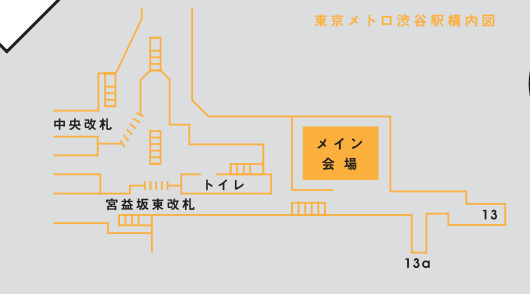 東京メトロ渋谷駅構内図
中央改札
メイン
会場
トイレ
宮益坂東改札
13
13a